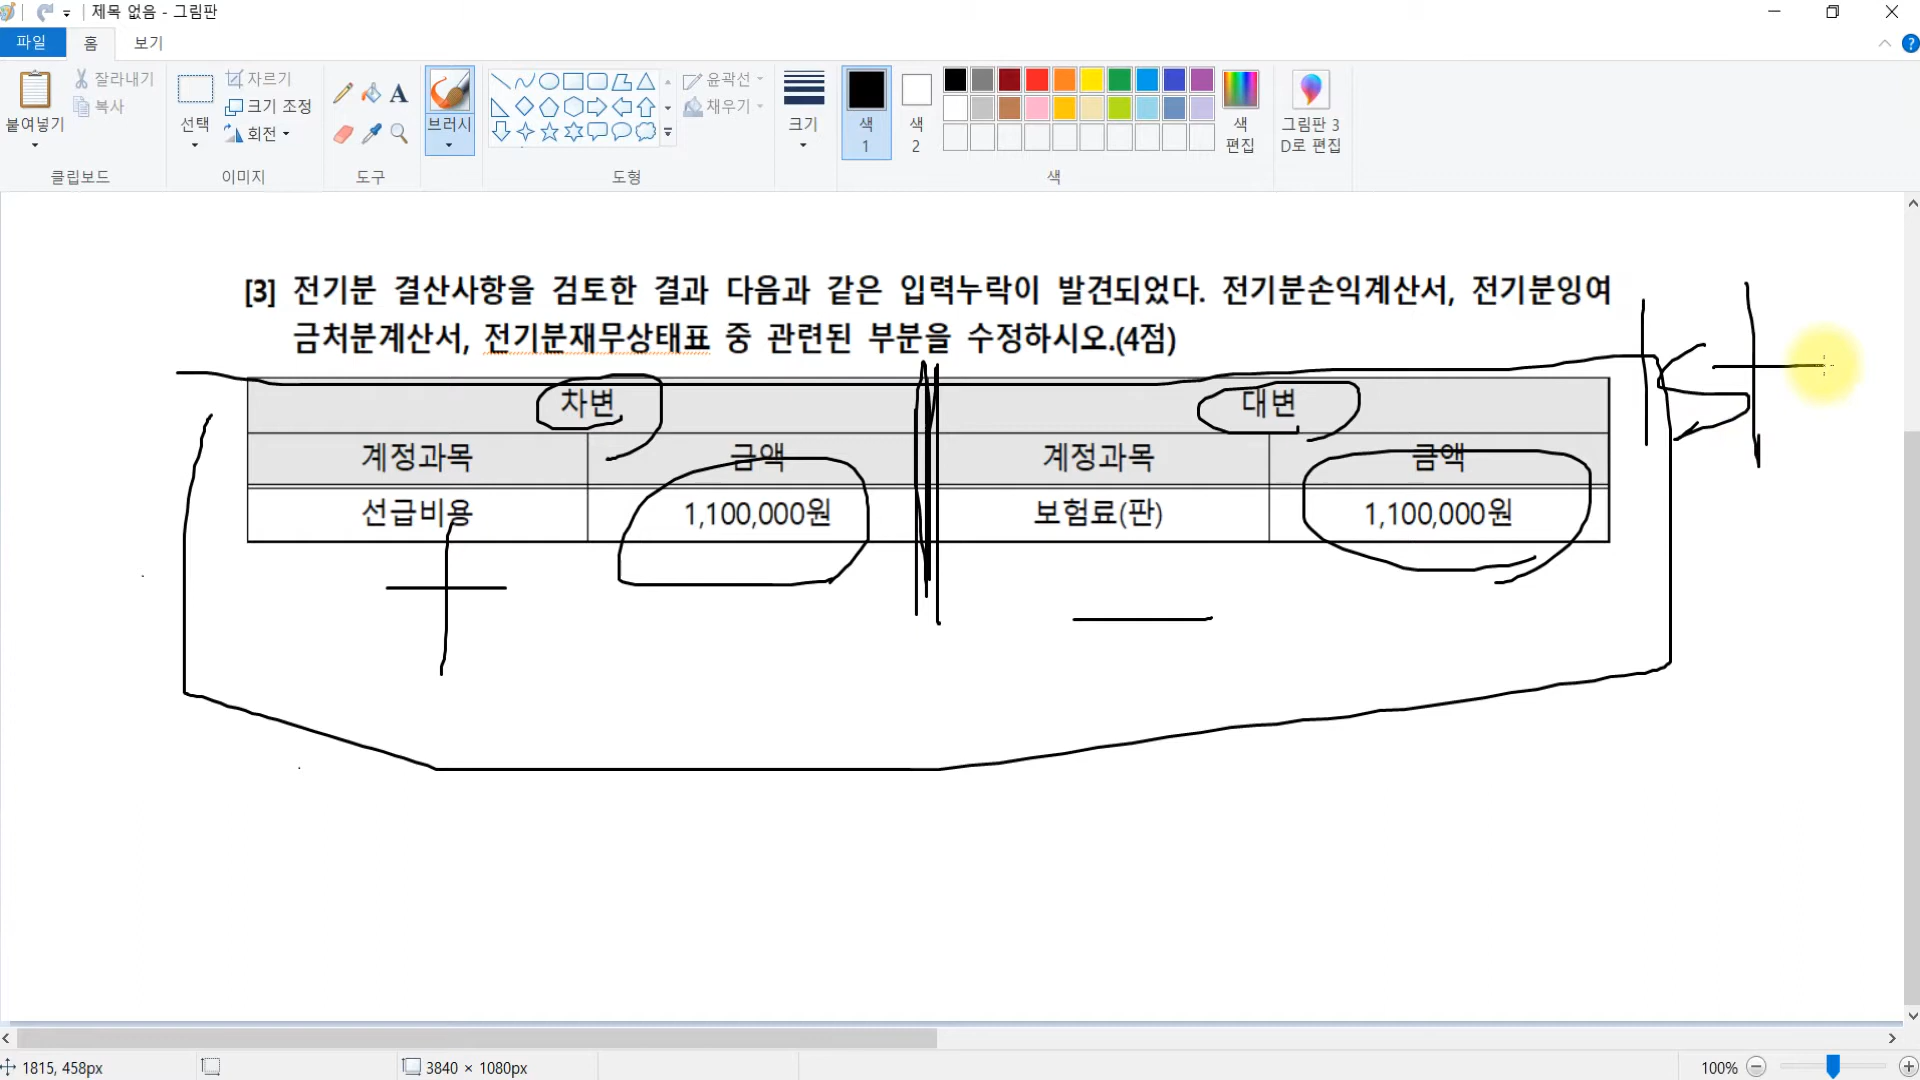 제목 없음 - 그림판
파일 홈 보기
붙여넣기
잘라내기
복사
클립보드
선택
자르기
크기 조정
회전
이미지
A
도구
브러시
도형
윤곽선
채우기
크기
색 1
색 2
색 편집
그림판 3D로 편집
색
[3] 전기분 결산사항을 검토한 결과 다음과 같은 입력누락이 발견되었다. 전기분손익계산서, 전기분잉여
금처분계산서, 전기분재무상태표 중 관련된 부분을 수정하시오.(4점)
차변 대변
계정과목 금액 계정과목 금액
선급비용 1,100,000원 보험료(판) 1,100,000원
1815, 458px 3840 × 1080px 100%